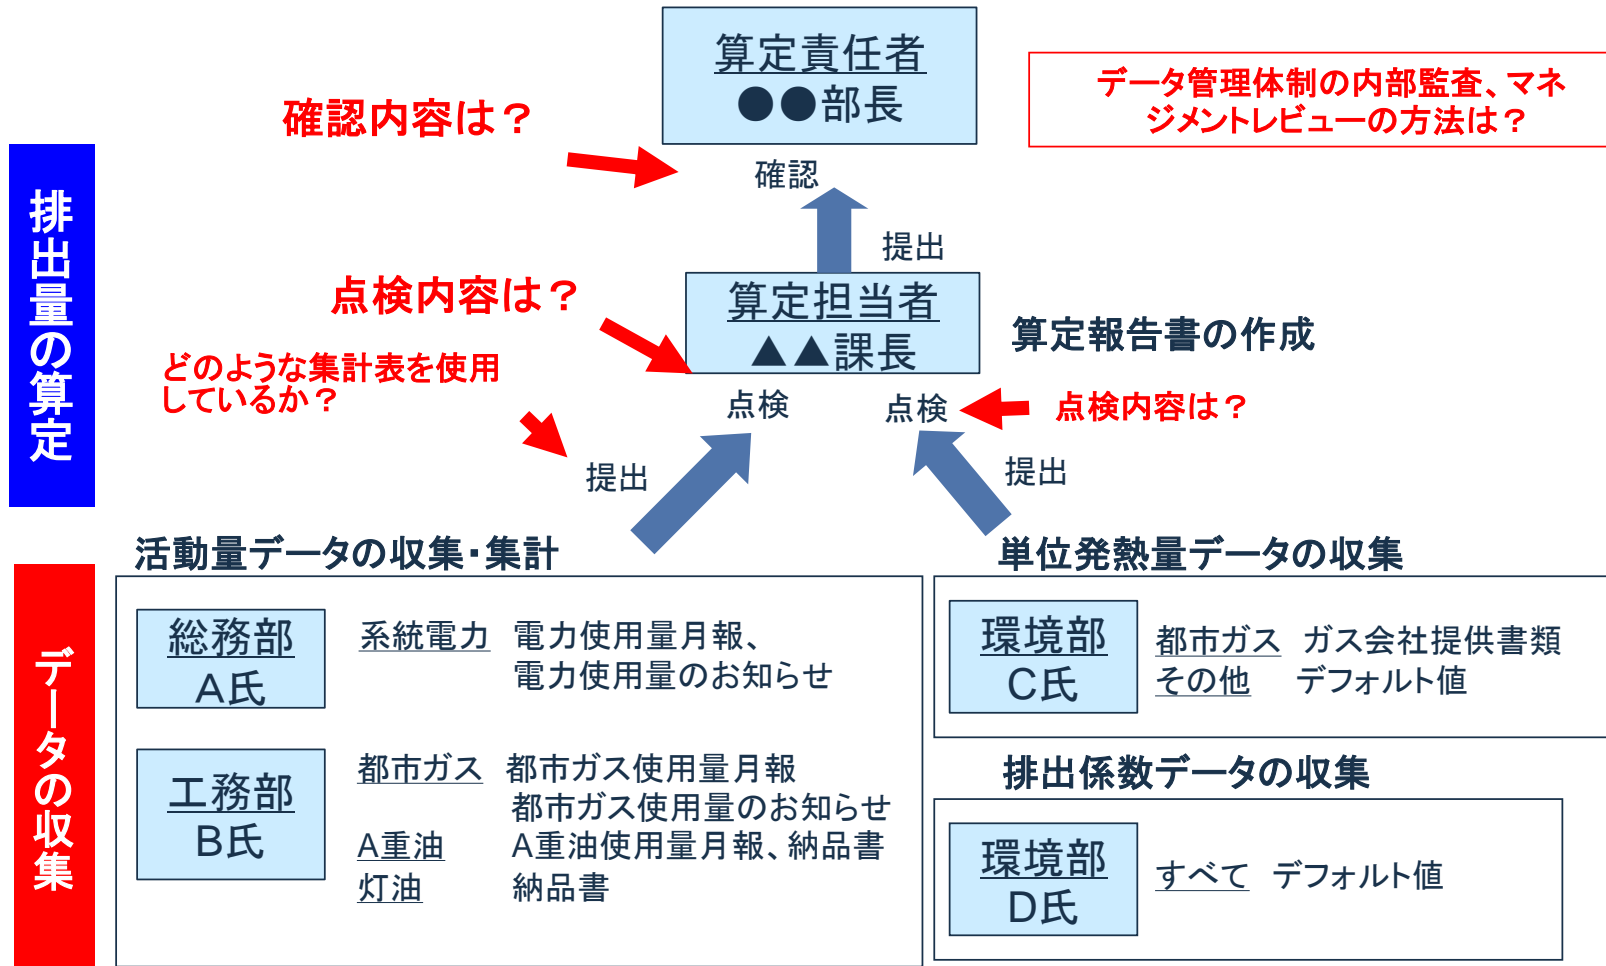 算定責任者
●●部長
データ管理体制の内部監査、マネ
ジメントレビューの方法は？
確認内容は？
確認
提出
排出量の算定
点検内容は？
算定担当者
▲▲課長
算定報告書の作成
どのような集計表を使用
しているか？
点検
点検
点検内容は？
提出
提出
活動量データの収集・集計
単位発熱量データの収集
データの収集
総務部
A氏
系統電力 電力使用量月報、
電力使用量のお知らせ
工務部
B氏
都市ガス 都市ガス使用量月報
都市ガス使用量のお知らせ
A重油 A重油使用量月報、納品書
灯油 納品書
環境部
C氏
都市ガス ガス会社提供書類
その他 デフォルト値
排出係数データの収集
環境部
D氏
すべて デフォルト値